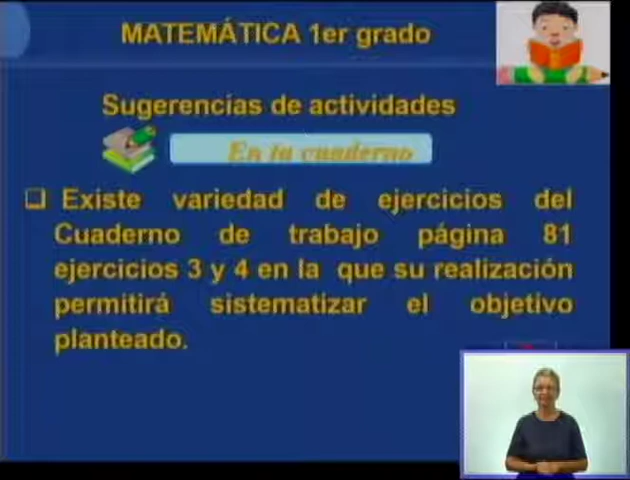 MATEMÁTICA 1er grado
Sugerencias de actividades
En tu cuaderno
Existe variedad de ejercicios del
Cuaderno de trabajo página 81
ejercicios 3 y 4 en la que su realización
permitirá sistematizar el objetivo
planteado.